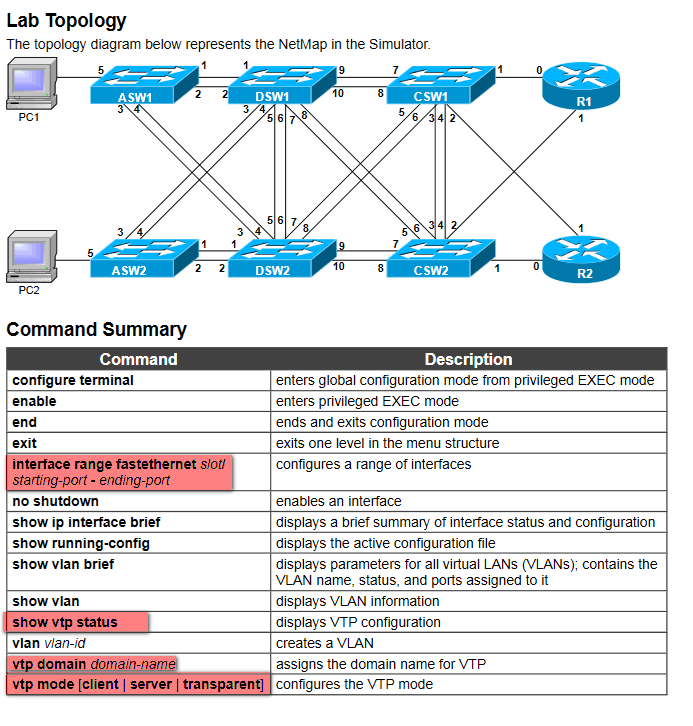 Lab Topology
The topology diagram below represents the NetMap in the Simulator.
5 1 1 9 7 1 0
ASW1 2 2 DSW1 10 8 CSW1 R1
PC1 3 4 3 4 5 6 7 8 5 6 3 4 2 1
3 4 3 4 5 6 7 8 5 6 3 4 2 1
5 1 1 9 7
ASW2 2 2 DSW2 10 8 CSW2 1 0 R2
PC2
Command Summary
Command Description
configure terminal enters global configuration mode from privileged EXEC mode
enable enters privileged EXEC mode
end ends and exits configuration mode
exit exits one level in the menu structure
interface range fastethernet slot/ configures a range of interfaces
starting-port - ending-port
no shutdown enables an interface
show ip interface brief displays a brief summary of interface status and configuration
show running-config displays the active configuration file
show vlan brief displays parameters for all virtual LANs (VLANs); contains the
VLAN name, status, and ports assigned to it
show vlan displays VLAN information
show vtp status displays VTP configuration
vlan vlan-id creates a VLAN
vtp domain domain-name assigns the domain name for VTP
vtp mode [client | server | transparent] configures the VTP mode